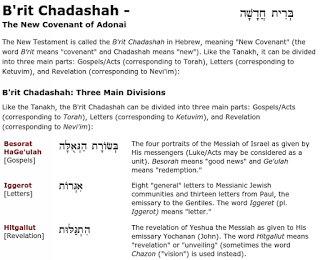 B'rit Chadashah - בְּרִית חֲדָשָׁה
The New Covenant of Adonai
The New Testament is called the B'rit Chadashah in Hebrew, meaning "New Covenant" (the
word B'rit means "covenant" and Chadashah means "new"). Like the Tanakh, it can be divided
into three main parts: Gospels/Acts (corresponding to Torah), Letters (corresponding to
Ketuvim), and Revelation (corresponding to Nevi'im):
B'rit Chadashah: Three Main Divisions
Like the Tanakh, the B'rit Chadashah can be divided into three main parts: Gospels/Acts
(corresponding to Torah), Letters (corresponding to Ketuvim), and Revelation
(corresponding to Nevi'im):
Besorat בְּשׂוֹרַת הַגְּאֻלָּה The four portraits of the Messiah of Israel as given by
HaGe'ulah His messengers (Luke/Acts may be considered as a
[Gospels] unit). Besorah means "good news" and Ge'ulah
means "redemption."
Iggerot אִגְּרוֹת Eight "general" letters to Messianic Jewish
[Letters] communities and thirteen letters from Paul, the
emissary to the Gentiles. The word Iggeret (pl.
Iggerot) means "letter."
Hitgallut הִתְגַלּוּת The revelation of Yeshua the Messiah as given to His
[Revelation] emissary Yochanan (John). The word Hitgallut means
"revelation" or "unveiling" (sometimes the word
Chazon ("vision") is used instead).